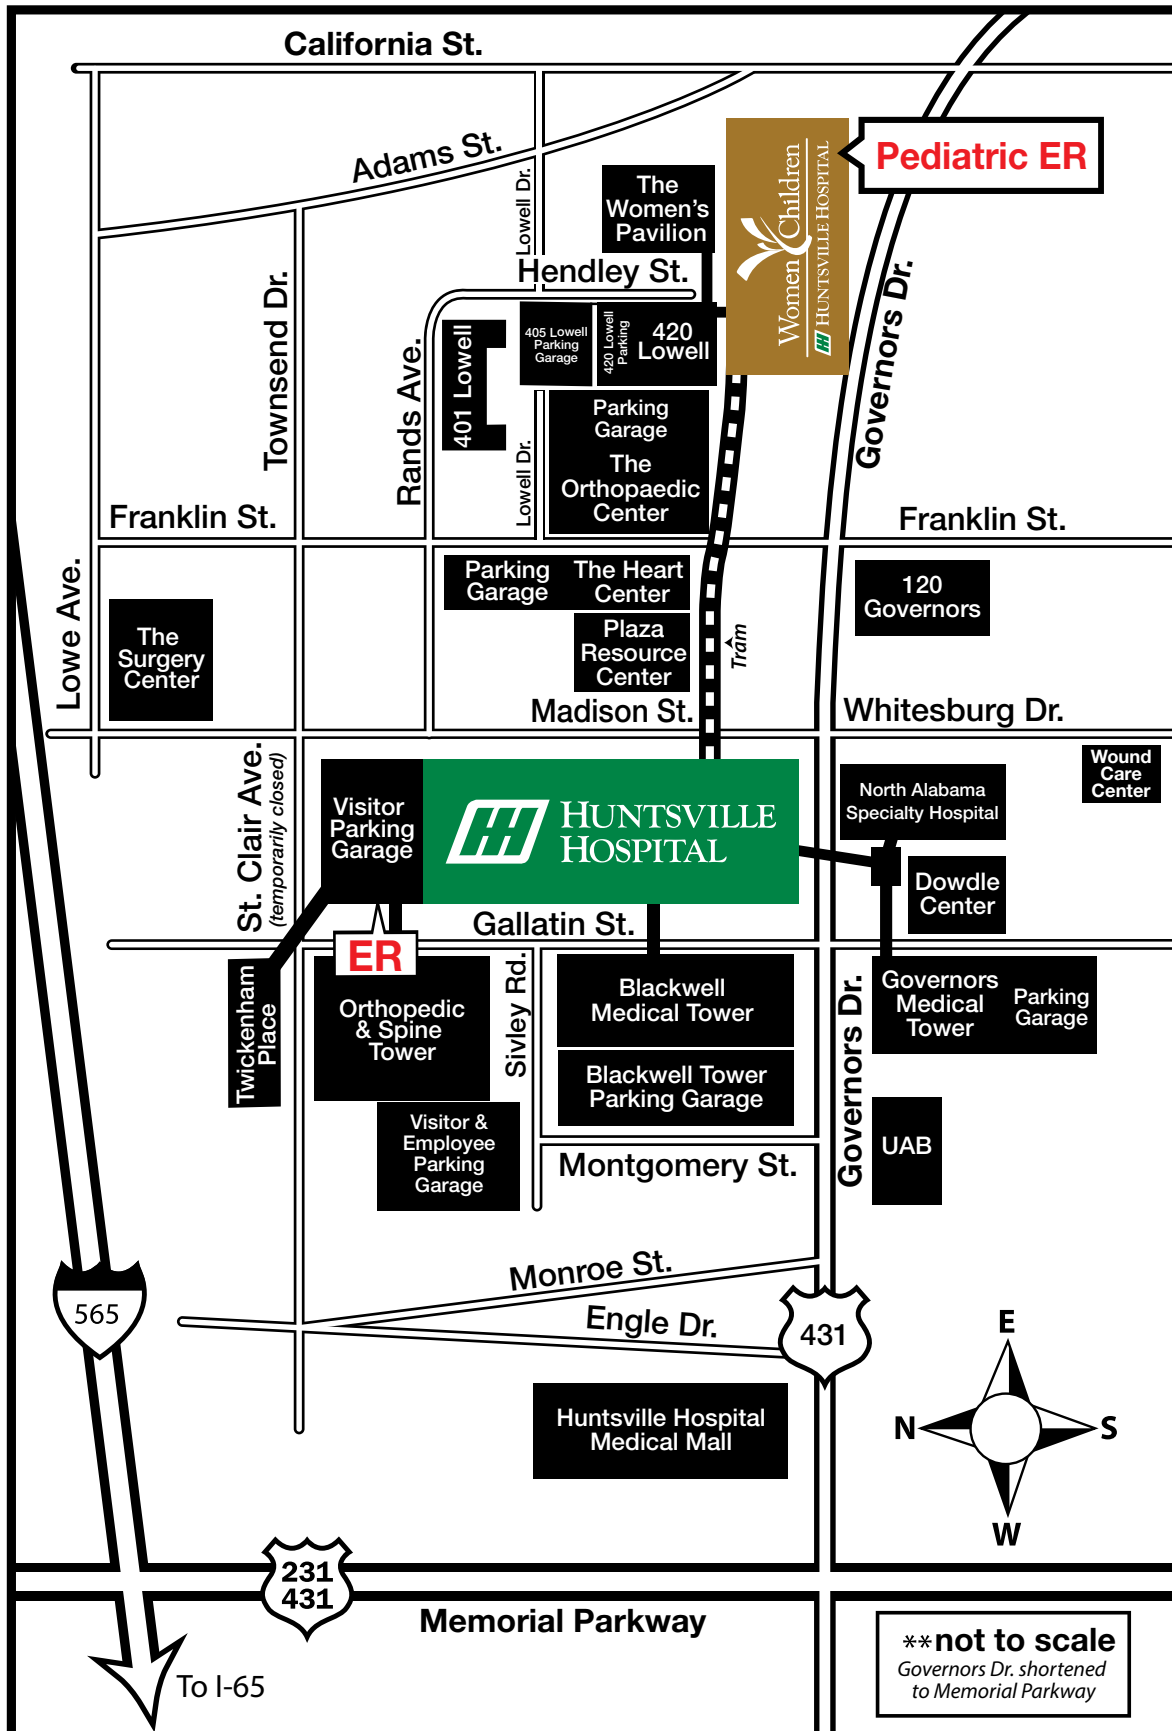 California St.
Adams St.
Pediatric ER
Women Children
HUNTSVILLE HOSPITAL
The
Women's
Pavilion
Lowell Dr.
Hendley St.
Governors Dr.
Townsend Dr.
Rands Ave.
401 Lowell
405 Lowell
Parking
Garage
420 Lowell
Parking
420
Lowell
Parking
Garage
The
Orthopaedic
Center
Lowell Dr.
Franklin St.
Franklin St.
Lowe Ave.
The
Surgery
Center
Parking
Garage
The Heart
Center
Plaza
Resource
Center
Tram
120
Governors
Madison St.
Whitesburg Dr.
St. Clair Ave.
(temporarily closed)
Visitor
Parking
Garage
HUNTSVILLE
HOSPITAL
North Alabama
Specialty Hospital
Wound
Care
Center
Dowdle
Center
Gallatin St.
ER
Twickenham
Place
Orthopedic
& Spine
Tower
Sivley Rd.
Blackwell
Medical Tower
Blackwell Tower
Parking Garage
Governors Dr.
Governors
Medical
Tower
Parking
Garage
Visitor &
Employee
Parking
Garage
Montgomery St.
UAB
Monroe St.
Engle Dr.
565
431
Huntsville Hospital
Medical Mall
E
N
S
W
231
431
Memorial Parkway
To I-65
**not to scale
Governors Dr. shortened
to Memorial Parkway